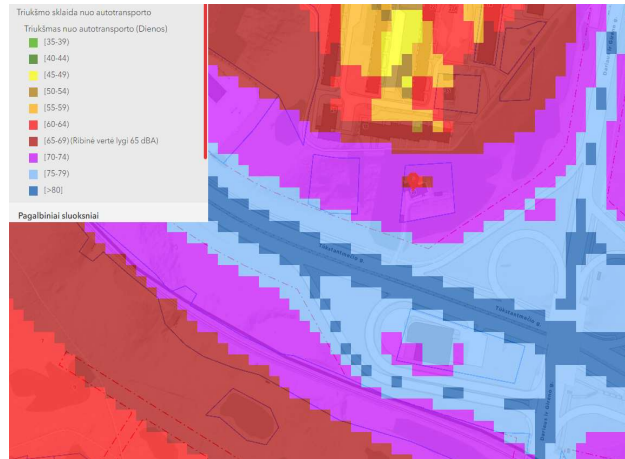 Triukšmo sklaida nuo autotransporto
Triukšmas nuo autotransporto (Dienos)
|35-39)
|40-44)
|45-49)
|50-54)
|55-59)
|60-64)
|65-69)(Ribinė vertė lygi 65 dBA)
|70-74)
|75-79)
|>80|
Pagalbiniai sluoksniai